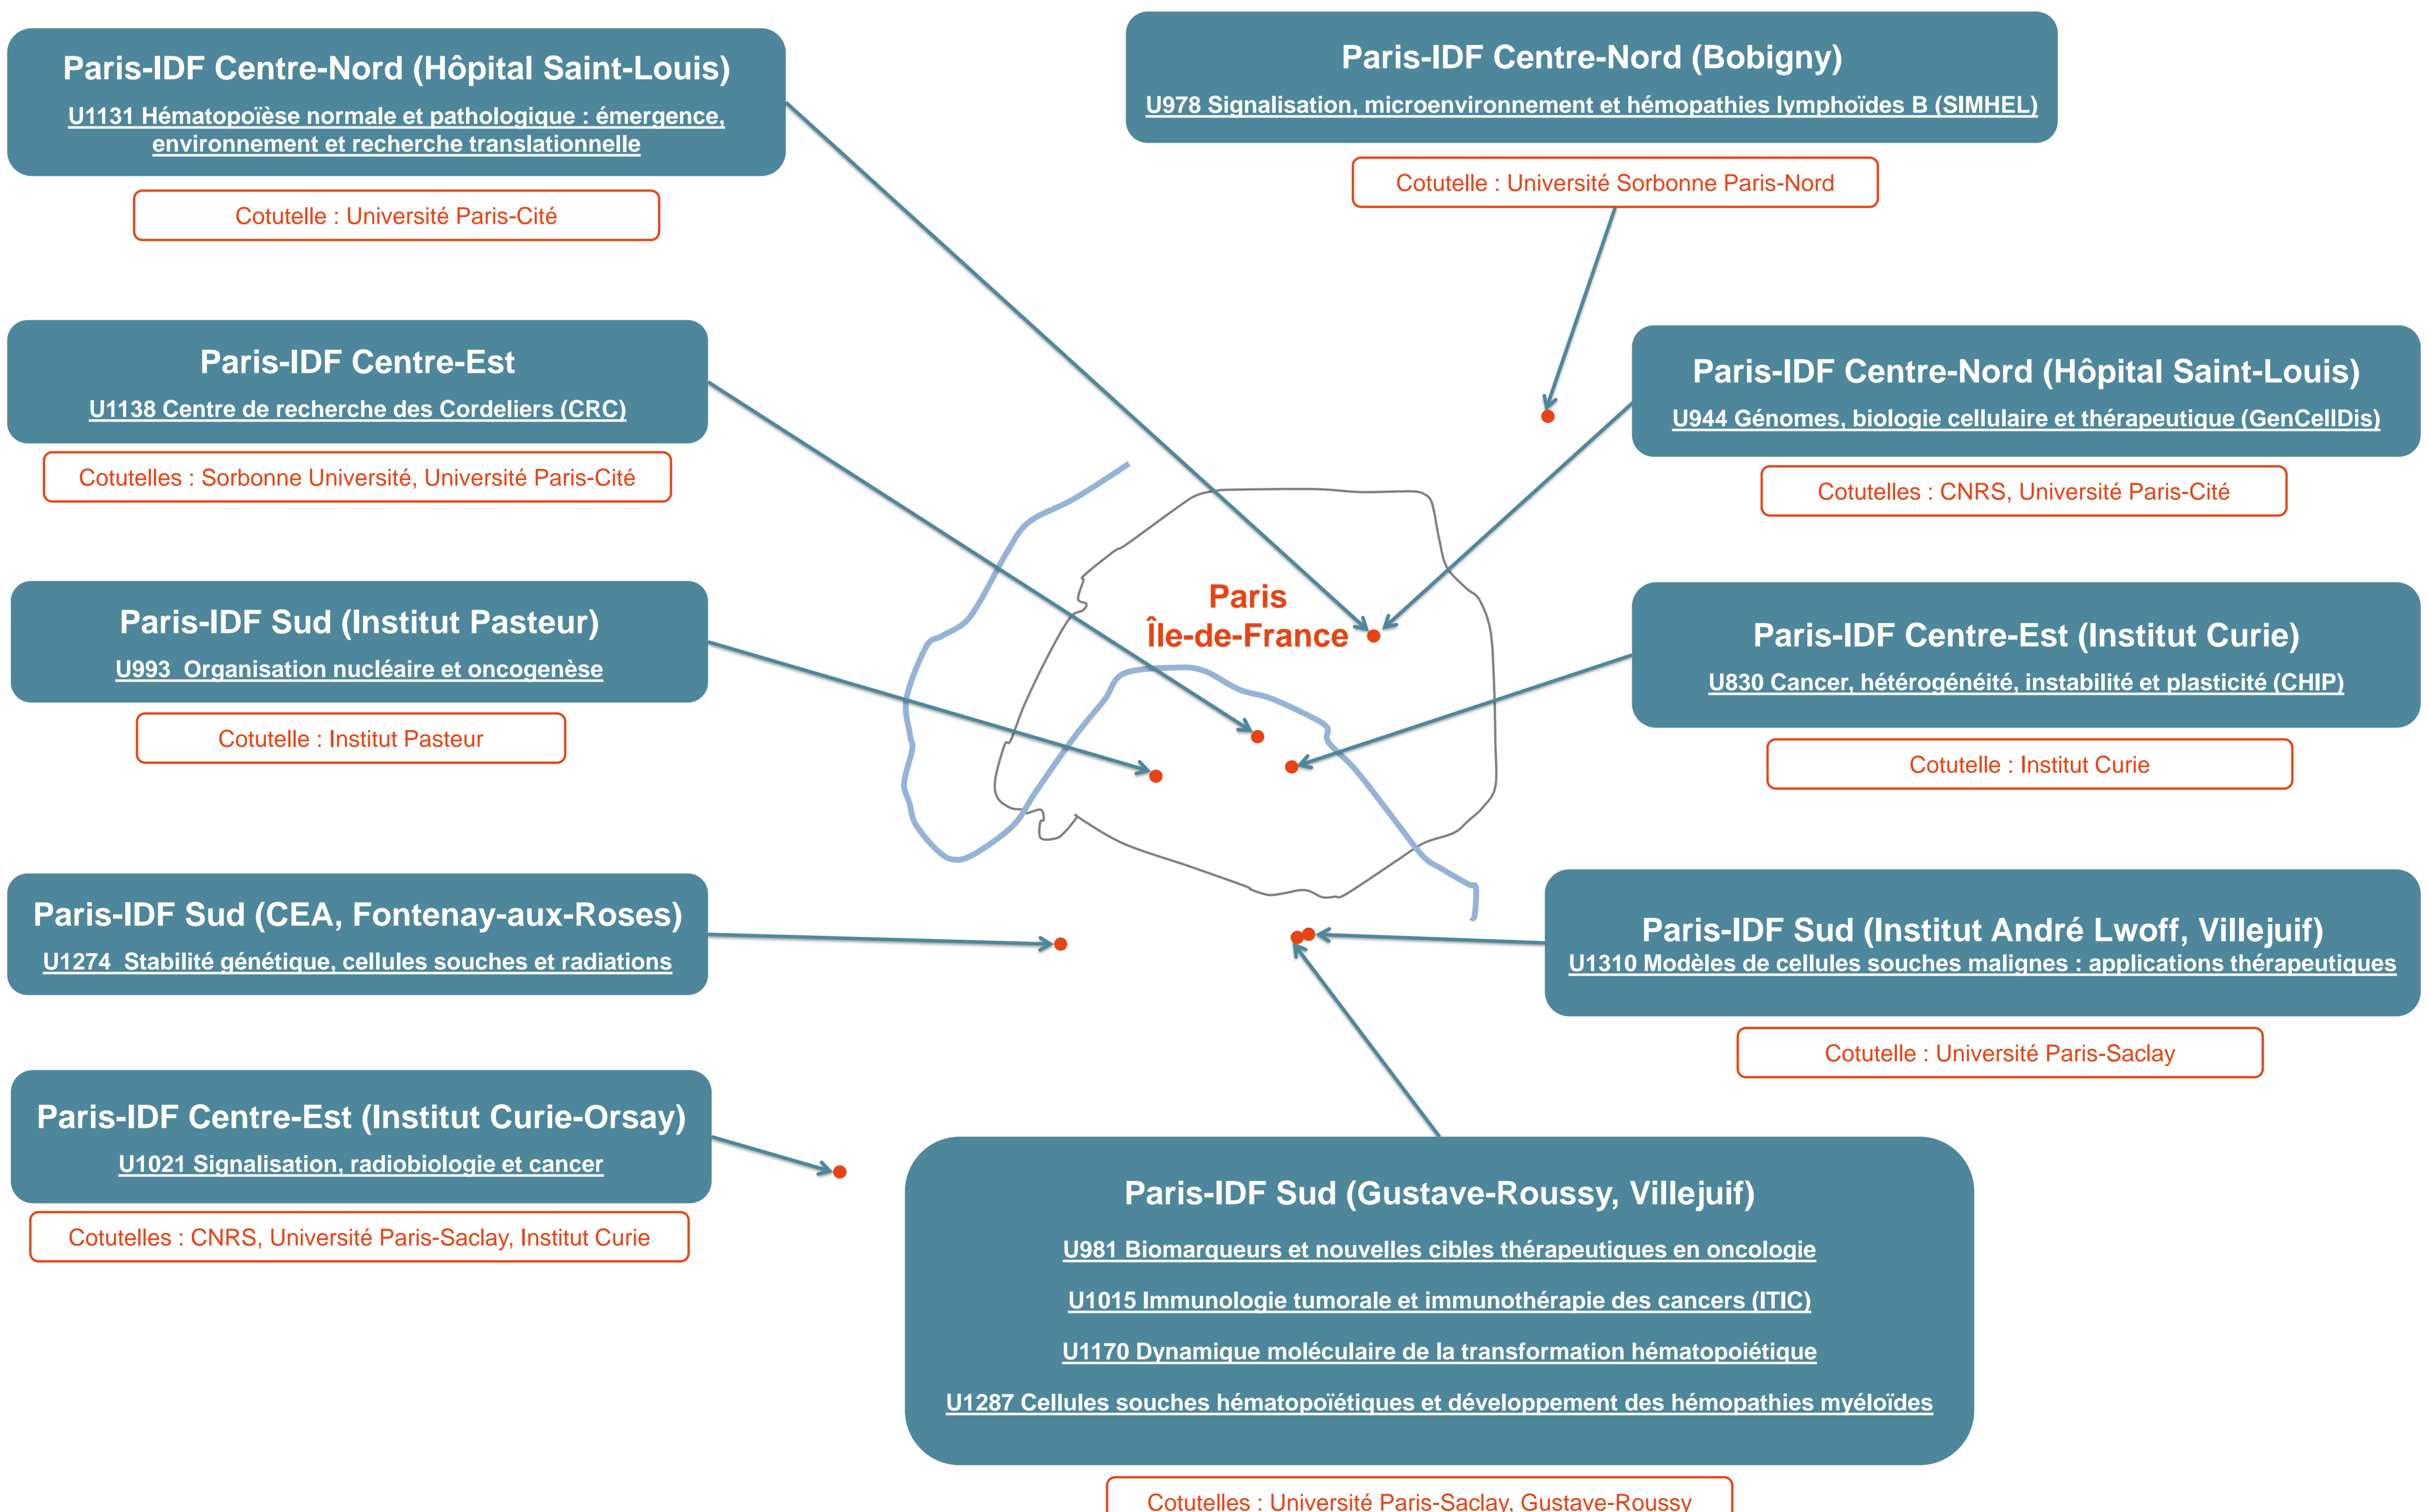 Paris-IDF Centre-Nord (Hôpital Saint-Louis)
U1131 Hématopoïèse normale et pathologique : émergence,
environnement et recherche translationnelle
Cotutelle : Université Paris-Cité
Paris-IDF Centre-Nord (Bobigny)
U978 Signalisation, microenvironnement et hémopathies lymphoïdes B (SIMHEL)
Cotutelle : Université Sorbonne Paris-Nord
Paris-IDF Centre-Est
U1138 Centre de recherche des Cordeliers (CRC)
Cotutelles : Sorbonne Université, Université Paris-Cité
Paris-IDF Centre-Nord (Hôpital Saint-Louis)
U944 Génomes, biologie cellulaire et thérapeutique (GenCellDis)
Cotutelles : CNRS, Université Paris-Cité
Paris
Île-de-France
Paris-IDF Sud (Institut Pasteur)
U993  Organisation nucléaire et oncogenèse
Cotutelle : Institut Pasteur
Paris-IDF Centre-Est (Institut Curie)
U830 Cancer, hétérogénéité, instabilité et plasticité (CHIP)
Cotutelle : Institut Curie
Paris-IDF Sud (CEA, Fontenay-aux-Roses)
U1274  Stabilité génétique, cellules souches et radiations
Paris-IDF Sud (Institut André Lwoff, Villejuif)
U1310 Modèles de cellules souches malignes : applications thérapeutiques
Cotutelle : Université Paris-Saclay
Paris-IDF Centre-Est (Institut Curie-Orsay)
U1021 Signalisation, radiobiologie et cancer
Cotutelles : CNRS, Université Paris-Saclay, Institut Curie
Paris-IDF Sud (Gustave-Roussy, Villejuif)
U981 Biomarqueurs et nouvelles cibles thérapeutiques en oncologie
U1015 Immunologie tumorale et immunothérapie des cancers (ITIC)
U1170 Dynamique moléculaire de la transformation hématopoiétique
U1287 Cellules souches hématopoïétiques et développement des hémopathies myéloïdes
Cotutelles : Université Paris-Saclay, Gustave-Roussy